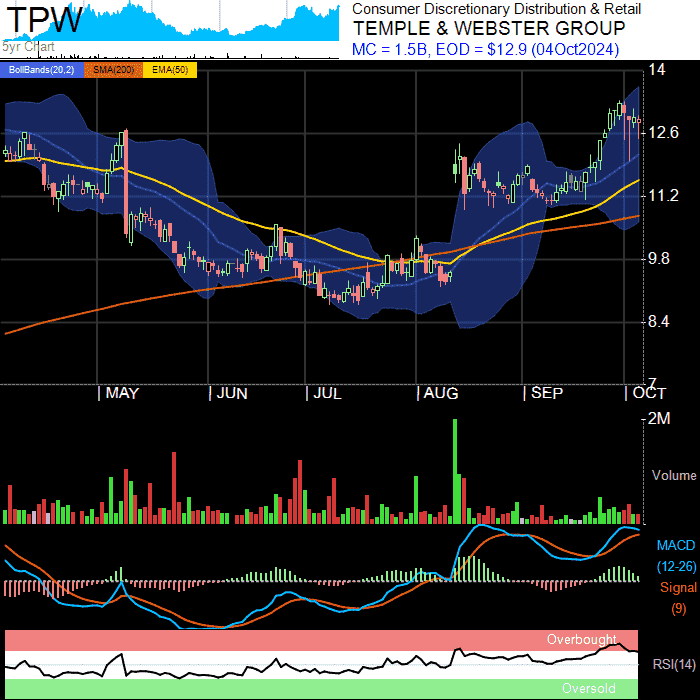 TPW
5yr Chart
Consumer Discretionary Distribution & Retail
TEMPLE & WEBSTER GROUP
MC = 1.5B, EOD = $12.9 (04Oct2024)
BollBands(20,2) SMA(200) EMA(50)
14
12.6
11.2
9.8
8.4
7
MAY JUN JUL AUG SEP OCT
2M
Volume
MACD
(12-26)
Signal
(9)
Overbought
RSI(14)
Oversold